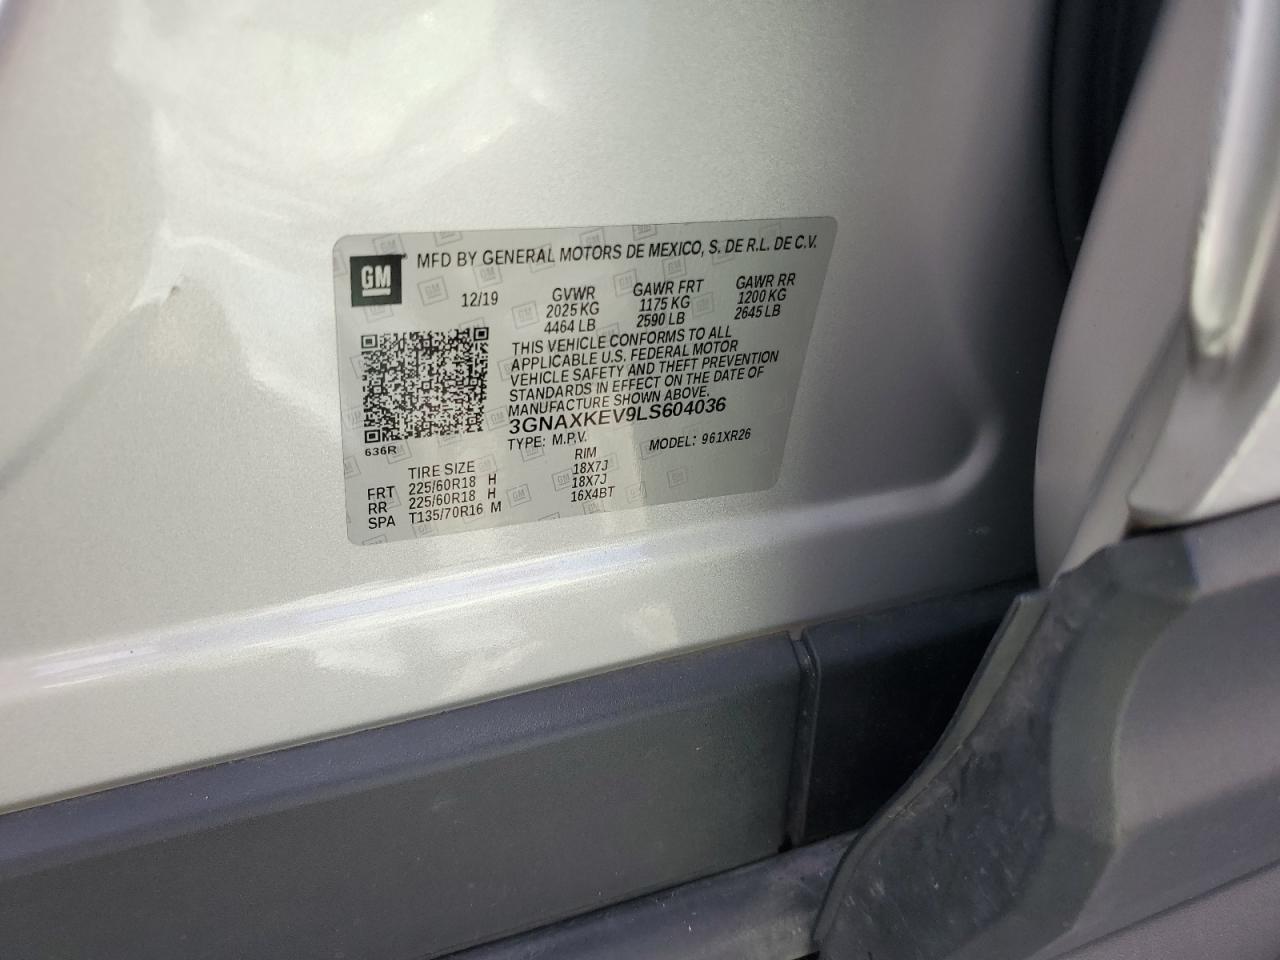 GM
MFD BY GENERAL MOTORS DE MEXICO, S. DE R.L. DE C.V.
12/19
GVWR GAWR FRT GAWR RR
2025 KG 1175 KG 1200 KG
4464 LB 2590 LB 2645 LB
THIS VEHICLE CONFORMS TO ALL
APPLICABLE U.S. FEDERAL MOTOR
VEHICLE SAFETY AND THEFT PREVENTION
STANDARDS IN EFFECT ON THE DATE OF
MANUFACTURE SHOWN ABOVE.
3GNAXKEV9LS604036
636R
TYPE: M.P.V. MODEL: 961XR26
TIRE SIZE RIM
FRT 225/60R18 H 18X7J
RR 225/60R18 H 18X7J
SPA T135/70R16 M 16X4BT